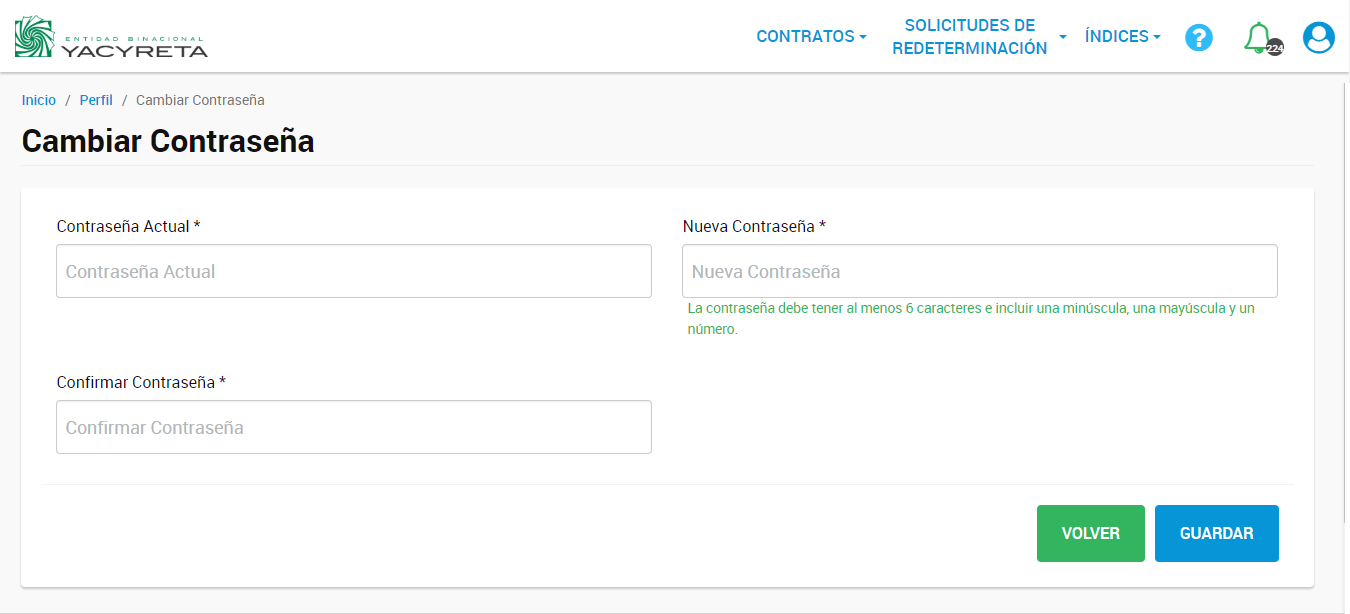 ENTIDAD BINACIONAL
YACYRETA
CONTRATOS
SOLICITUDES DE
REDETERMINACIÓN
ÍNDICES
?
224
Inicio / Perfil / Cambiar Contraseña
Cambiar Contraseña
Contraseña Actual *
Nueva Contraseña *
Contraseña Actual
Nueva Contraseña
La contraseña debe tener al menos 6 caracteres e incluir una minúscula, una mayúscula y un
número.
Confirmar Contraseña *
Confirmar Contraseña
VOLVER
GUARDAR